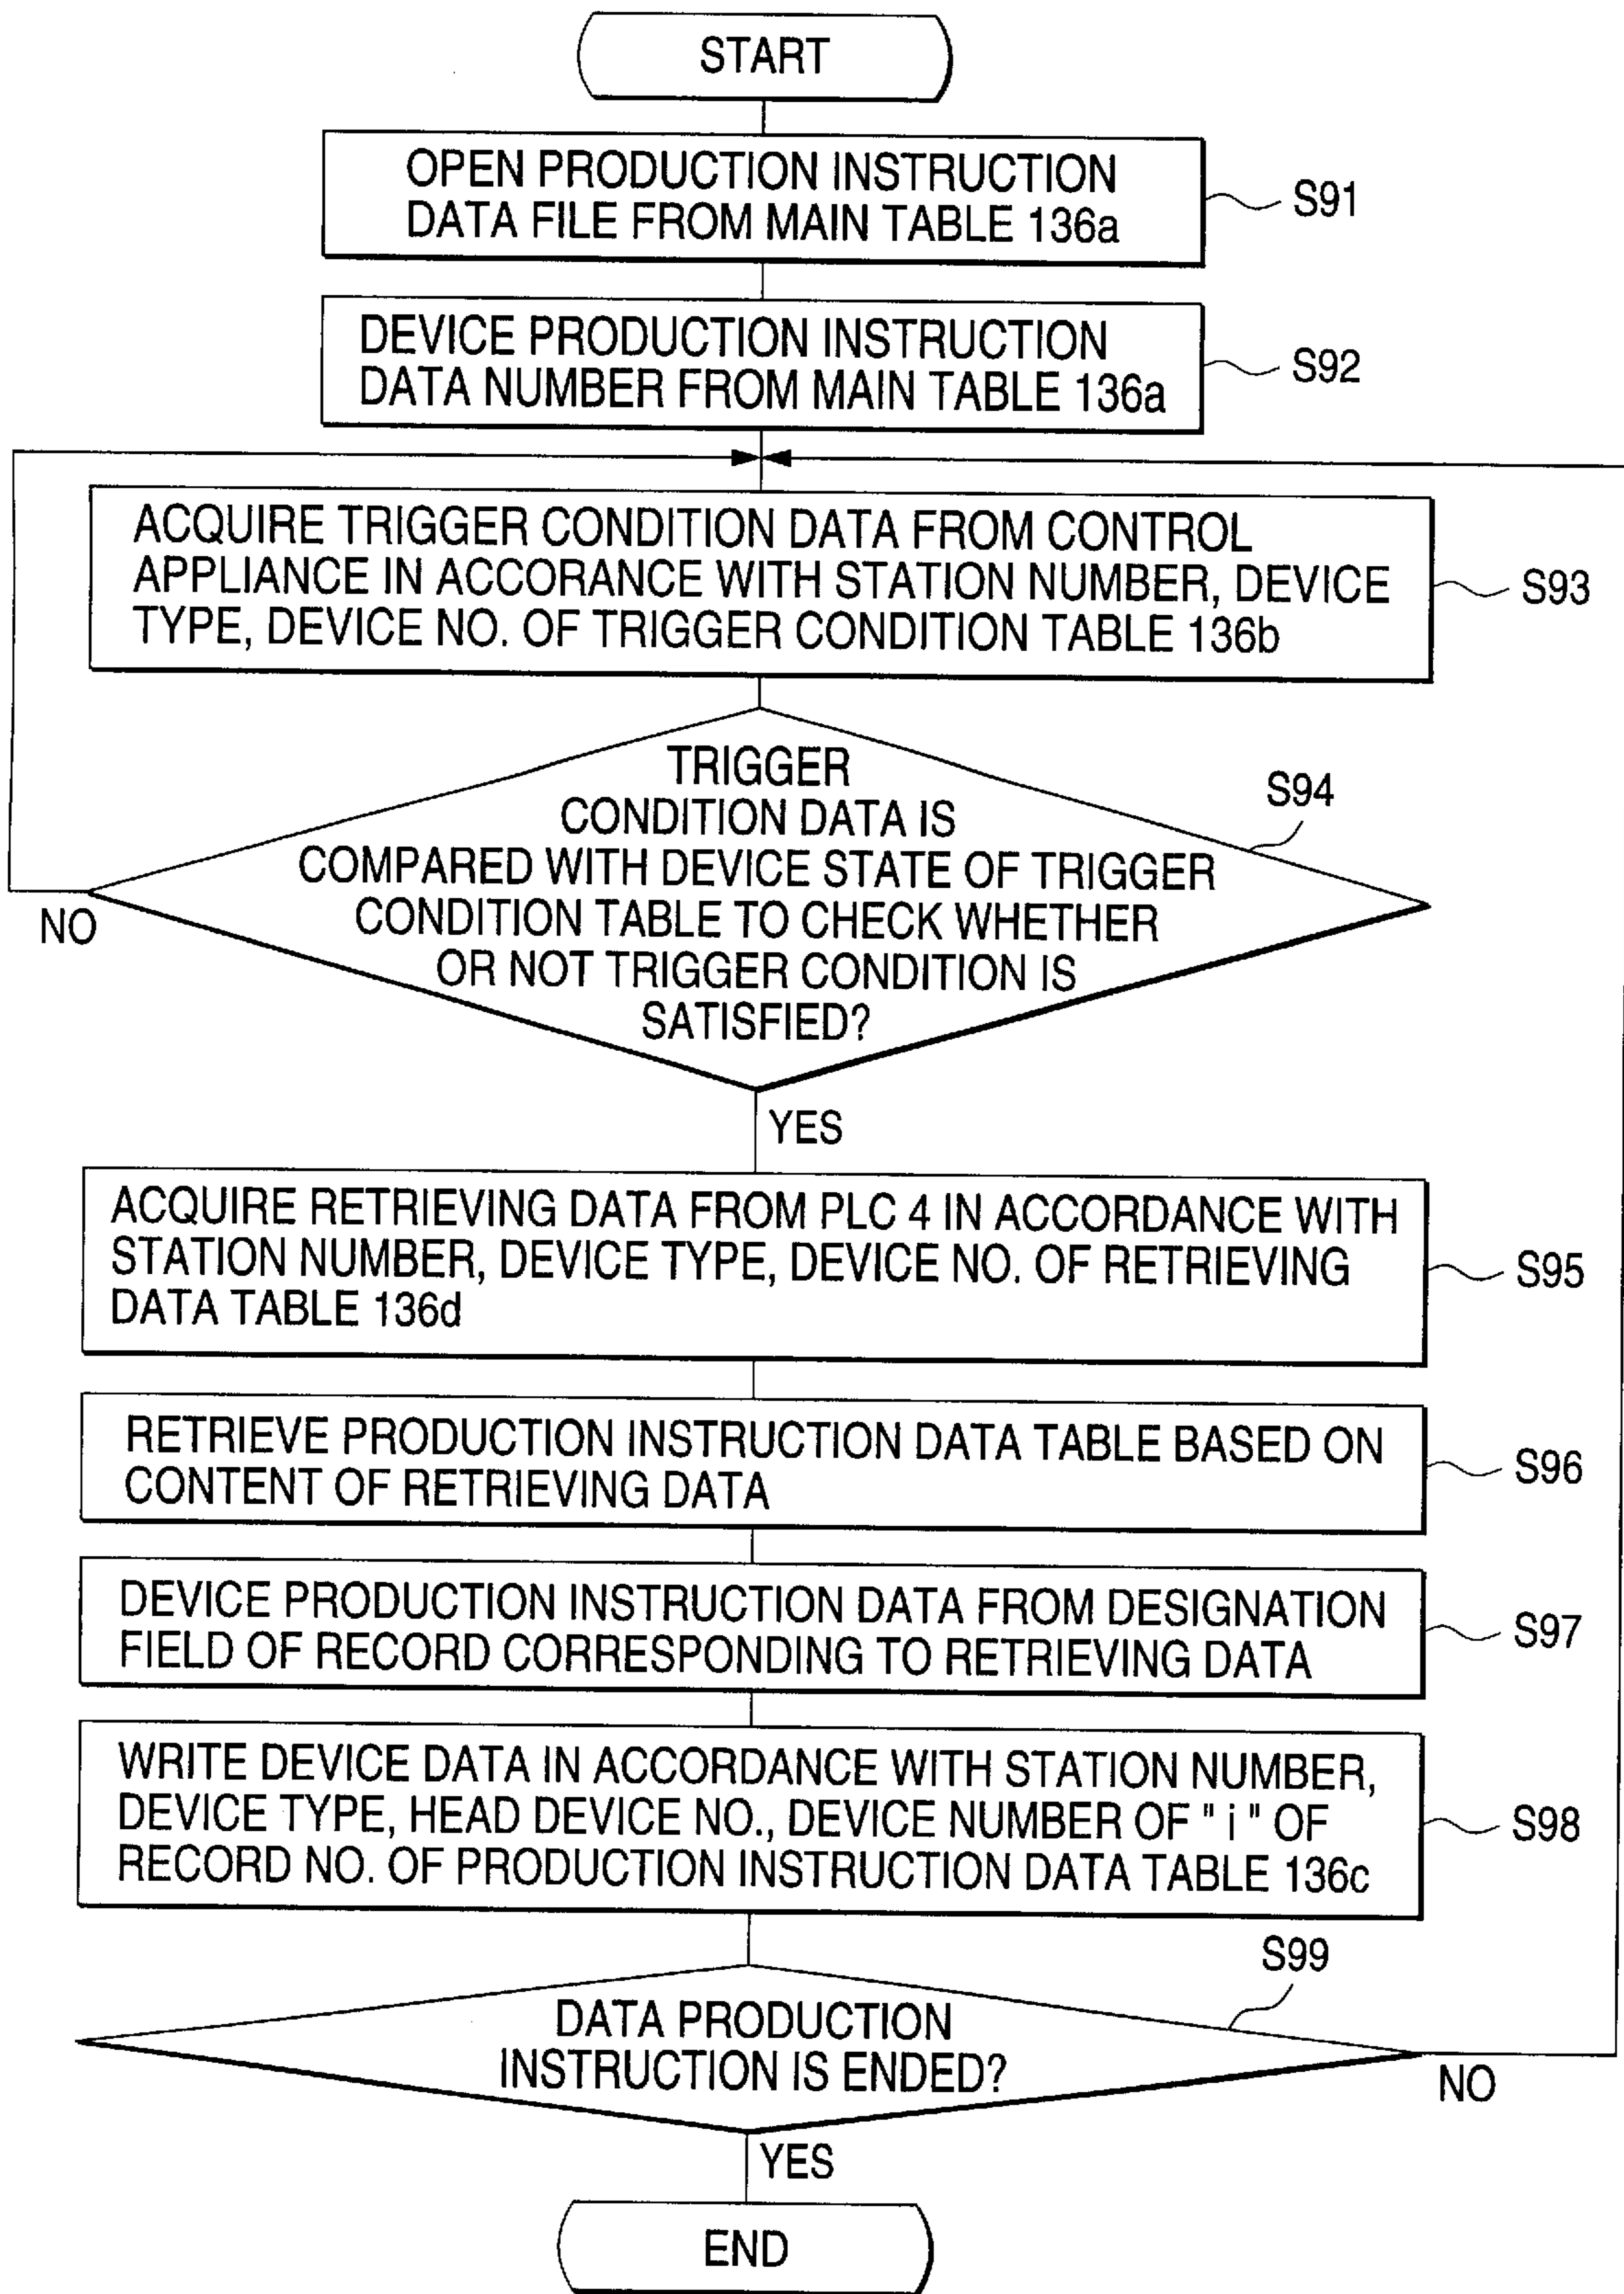 START
OPEN PRODUCTION INSTRUCTION
DATA FILE FROM MAIN TABLE 136a
S91
DEVICE PRODUCTION INSTRUCTION
DATA NUMBER FROM MAIN TABLE 136a
S92
ACQUIRE TRIGGER CONDITION DATA FROM CONTROL
APPLIANCE IN ACCORANCE WITH STATION NUMBER, DEVICE
TYPE, DEVICE NO. OF TRIGGER CONDITION TABLE 136b
S93
TRIGGER
CONDITION DATA IS
COMPARED WITH DEVICE STATE OF TRIGGER
CONDITION TABLE TO CHECK WHETHER
OR NOT TRIGGER CONDITION IS
SATISFIED?
S94
NO
YES
ACQUIRE RETRIEVING DATA FROM PLC 4 IN ACCORDANCE WITH
STATION NUMBER, DEVICE TYPE, DEVICE NO. OF RETRIEVING
DATA TABLE 136d
S95
RETRIEVE PRODUCTION INSTRUCTION DATA TABLE BASED ON
CONTENT OF RETRIEVING DATA
S96
DEVICE PRODUCTION INSTRUCTION DATA FROM DESIGNATION
FIELD OF RECORD CORRESPONDING TO RETRIEVING DATA
S97
WRITE DEVICE DATA IN ACCORDANCE WITH STATION NUMBER,
DEVICE TYPE, HEAD DEVICE NO., DEVICE NUMBER OF " i " OF
RECORD NO. OF PRODUCTION INSTRUCTION DATA TABLE 136c
S98
DATA PRODUCTION
INSTRUCTION IS ENDED?
S99
NO
YES
END